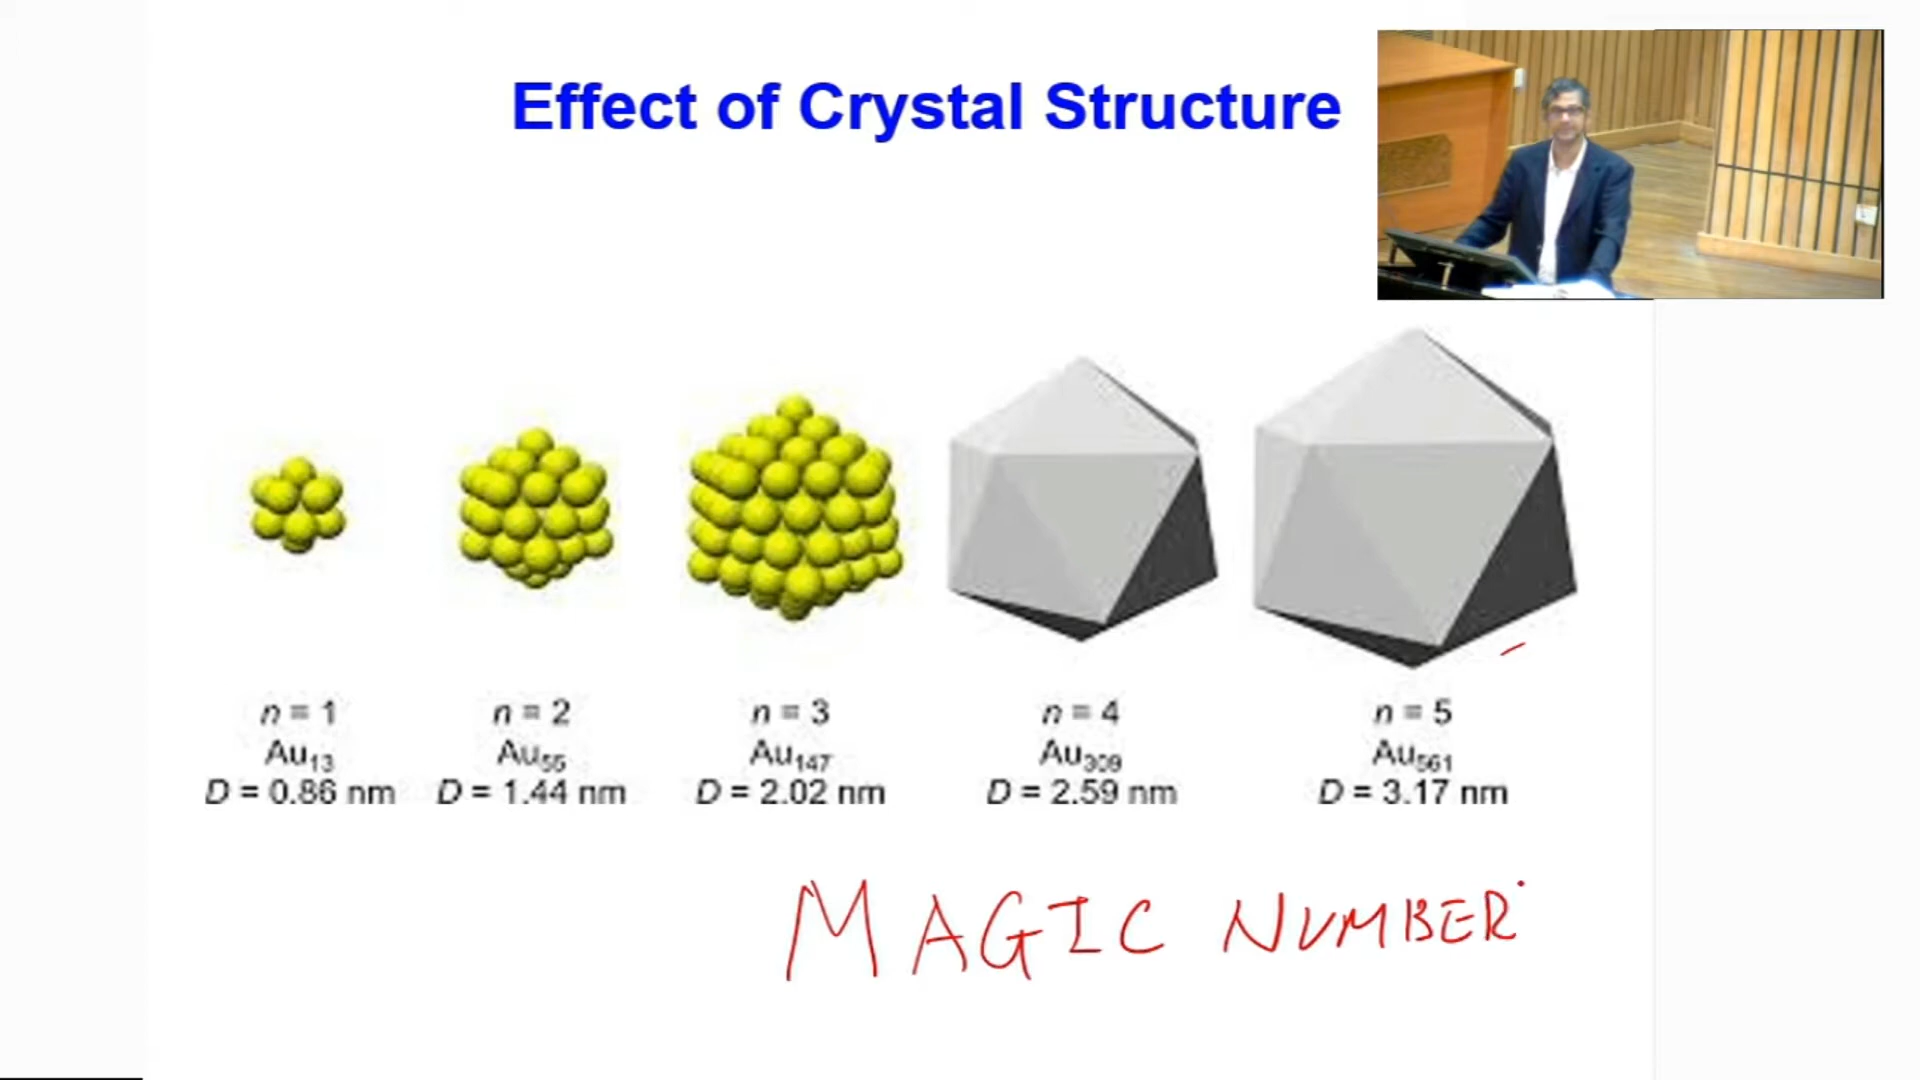 Effect of Crystal Structure
n = 1 n = 2 n = 3 n = 4 n = 5
Au13 Au55 Au147 Au309 Au561
D = 0.86 nm D = 1.44 nm D = 2.02 nm D = 2.59 nm D = 3.17 nm
MAGIC NUMBER